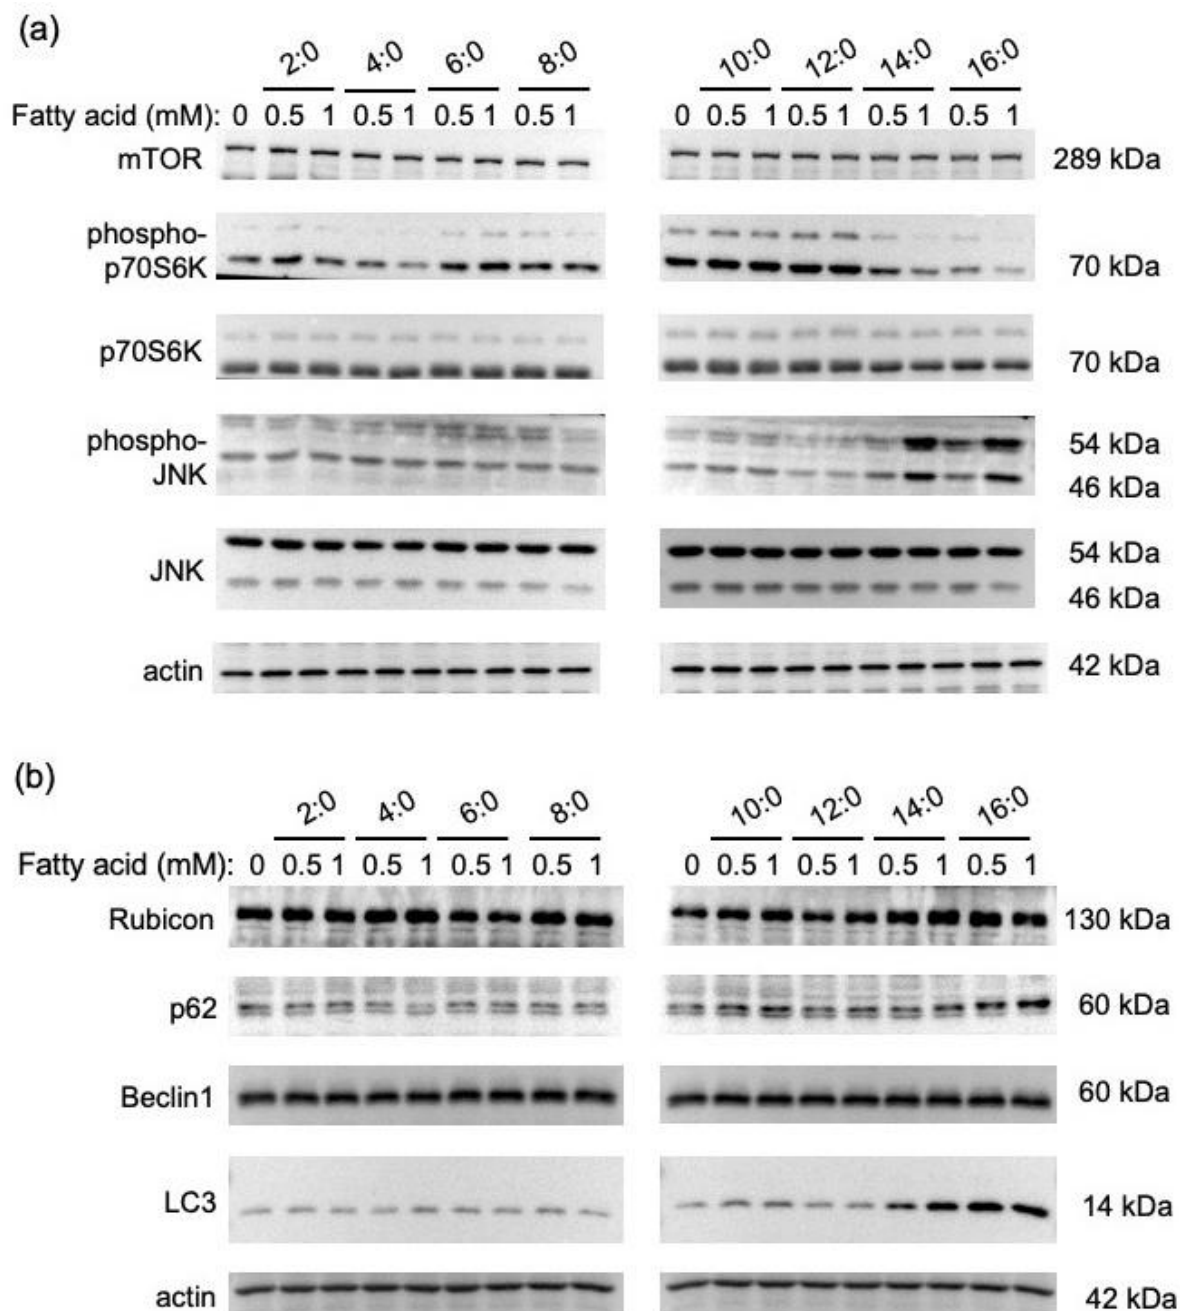 (a)
2:0 4:0 6:0 8:0 10:0 12:0 14:0 16:0
Fatty acid (mM): 0 0.5 1 0.5 1 0.5 1 0.5 1 0 0.5 1 0.5 1 0.5 1 0.5 1
mTOR 289 kDa
phospho-
p70S6K 70 kDa
p70S6K 70 kDa
phospho- 54 kDa
JNK 46 kDa
JNK 54 kDa
46 kDa
actin 42 kDa
(b)
2:0 4:0 6:0 8:0 10:0 12:0 14:0 16:0
Fatty acid (mM): 0 0.5 1 0.5 1 0.5 1 0.5 1 0 0.5 1 0.5 1 0.5 1 0.5 1
Rubicon 130 kDa
p62 60 kDa
Beclin1 60 kDa
LC3 14 kDa
actin 42 kDa